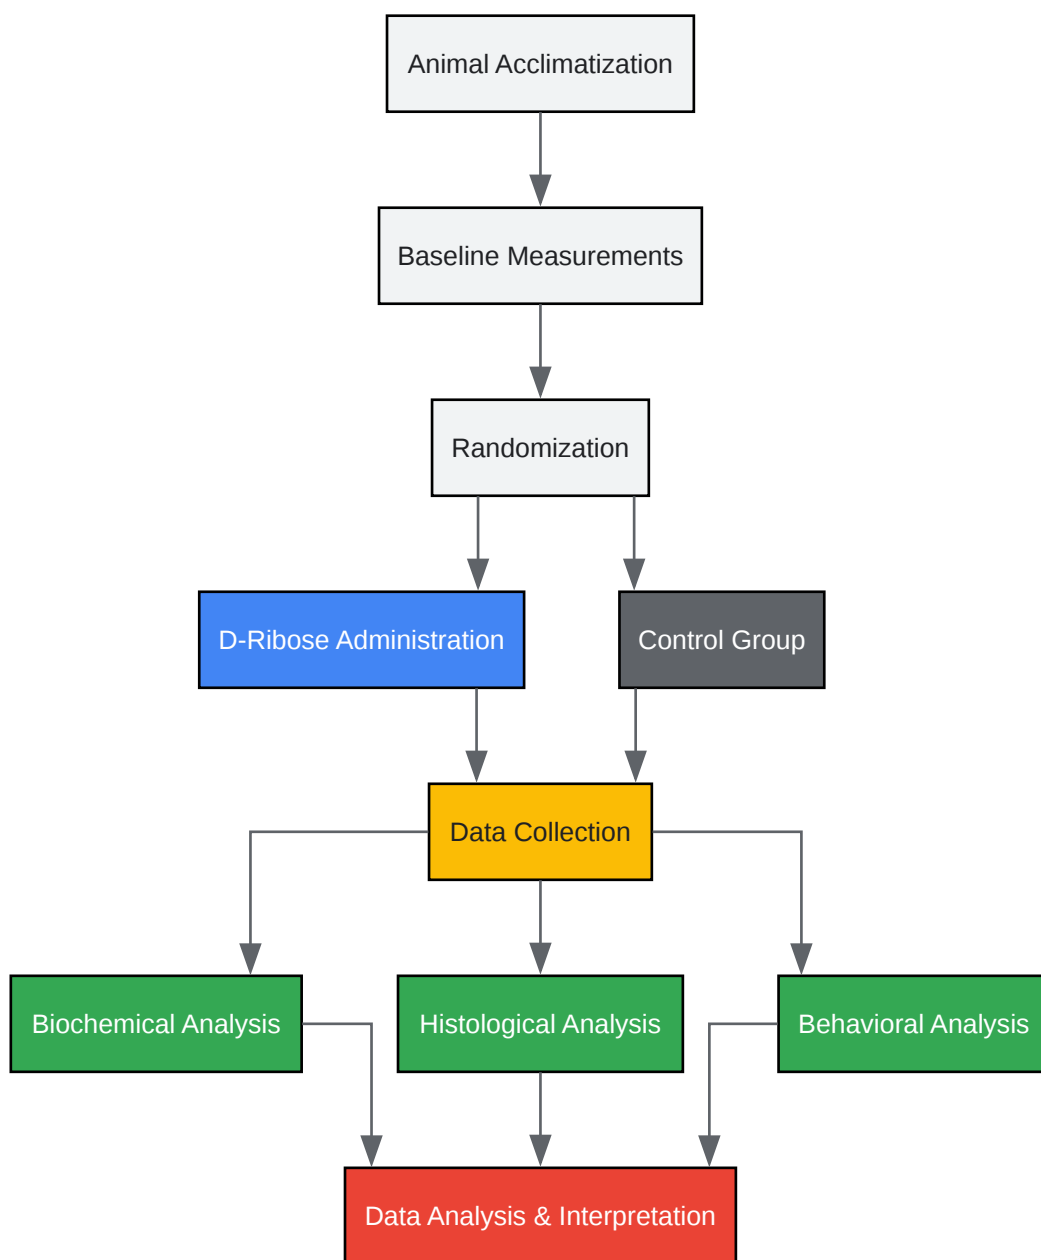 Animal Acclimatization
Baseline Measurements
Randomization
D-Ribose Administration
Control Group
Data Collection
Biochemical Analysis
Histological Analysis
Behavioral Analysis
Data Analysis & Interpretation